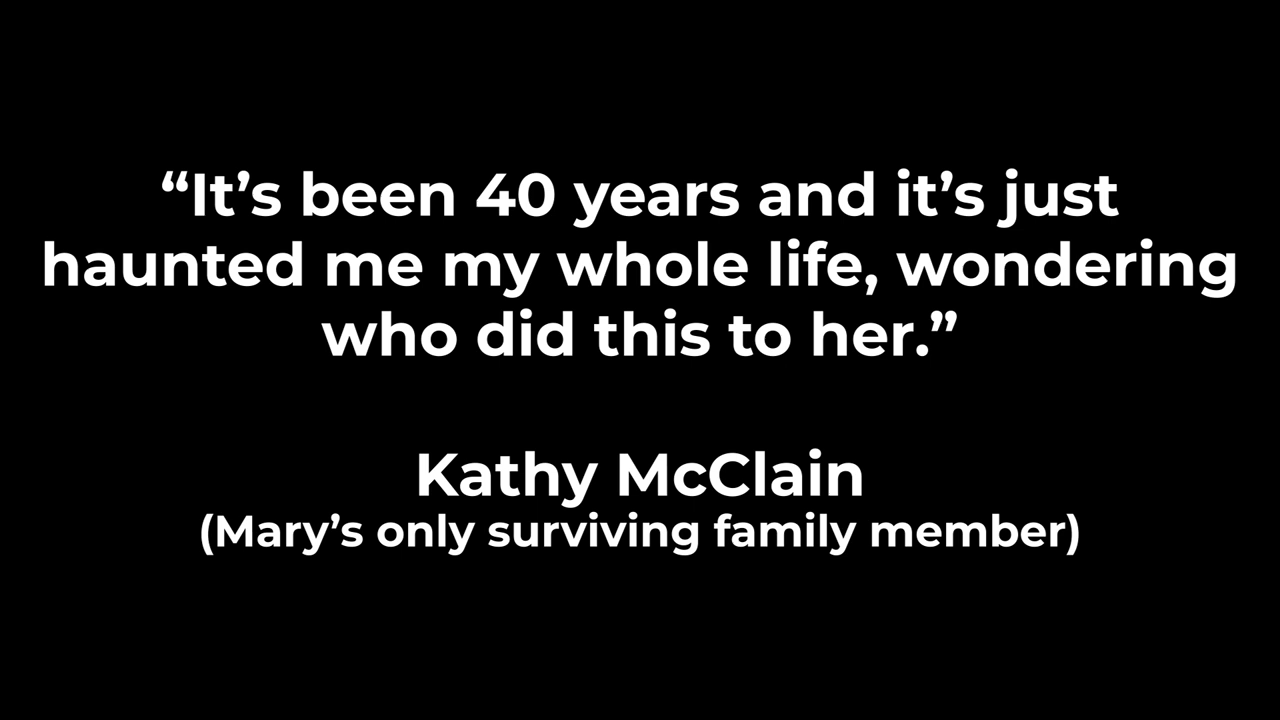 “It’s been 40 years and it’s just
haunted me my whole life, wondering
who did this to her.”
Kathy McClain
(Mary’s only surviving family member)